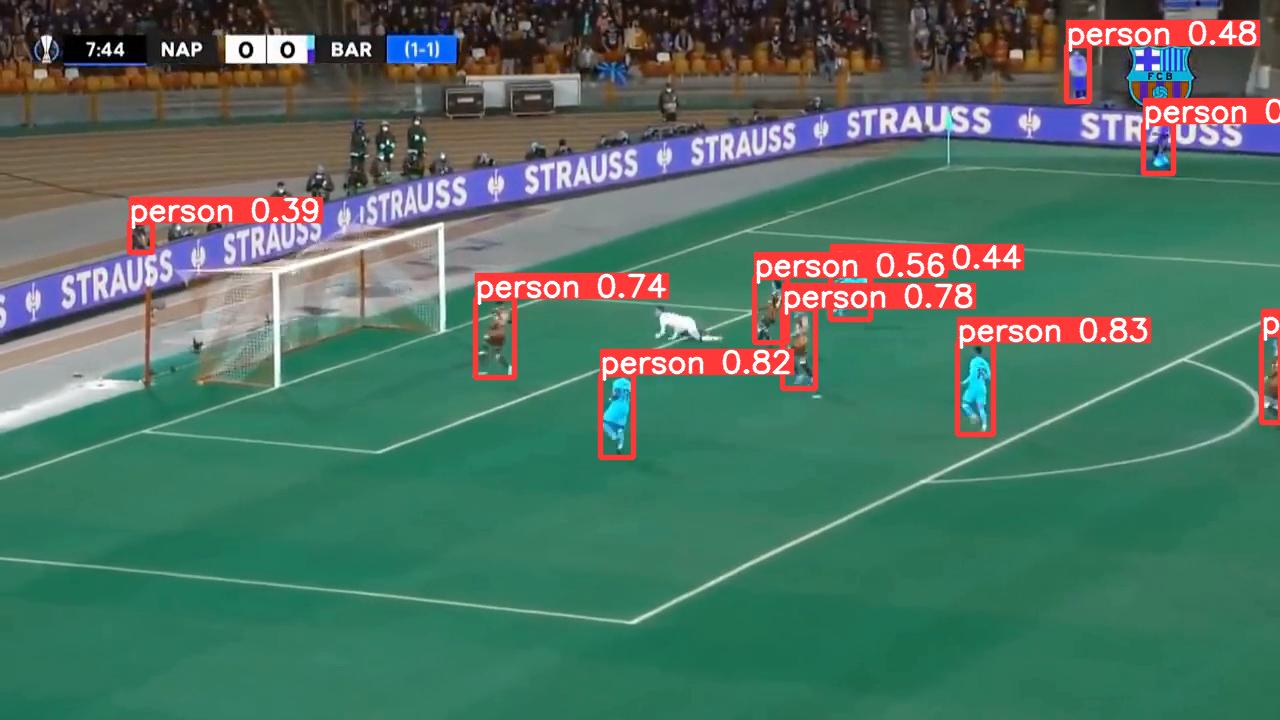 7:44 NAP 0 0 BAR (1-1)
person 0.48
FCB
person 0
STRAUSS STRAUSS STRAUSS STRAUSS STRAUSS STRAUSS STRAUSS
person 0.39
person 0.56 0.44
person 0.74
person 0.78
person 0.83
p
person 0.82